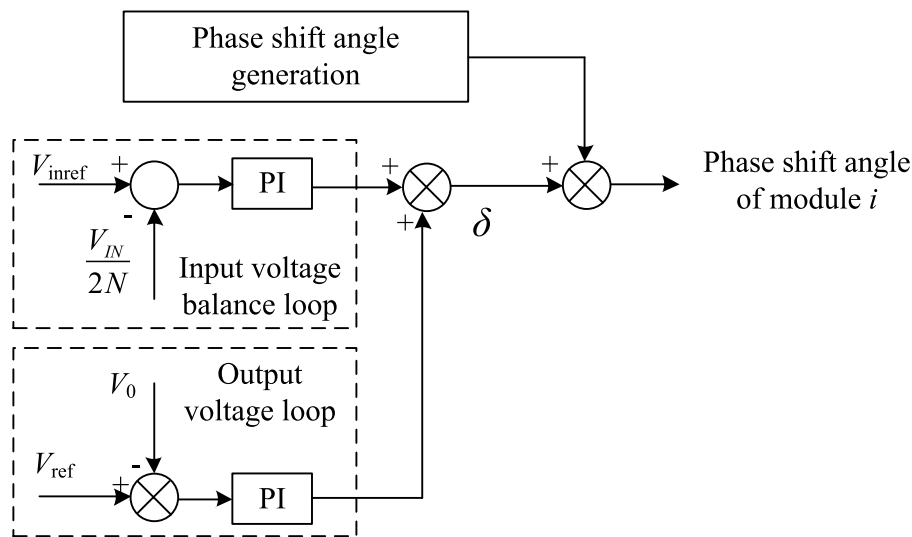 Phase shift angle
generation
V_inref
+
-
PI
+
+
δ
+
Phase shift angle
of module i
V_IN
2N
Input voltage
balance loop
V_0
Output
voltage loop
V_ref
-
+
PI